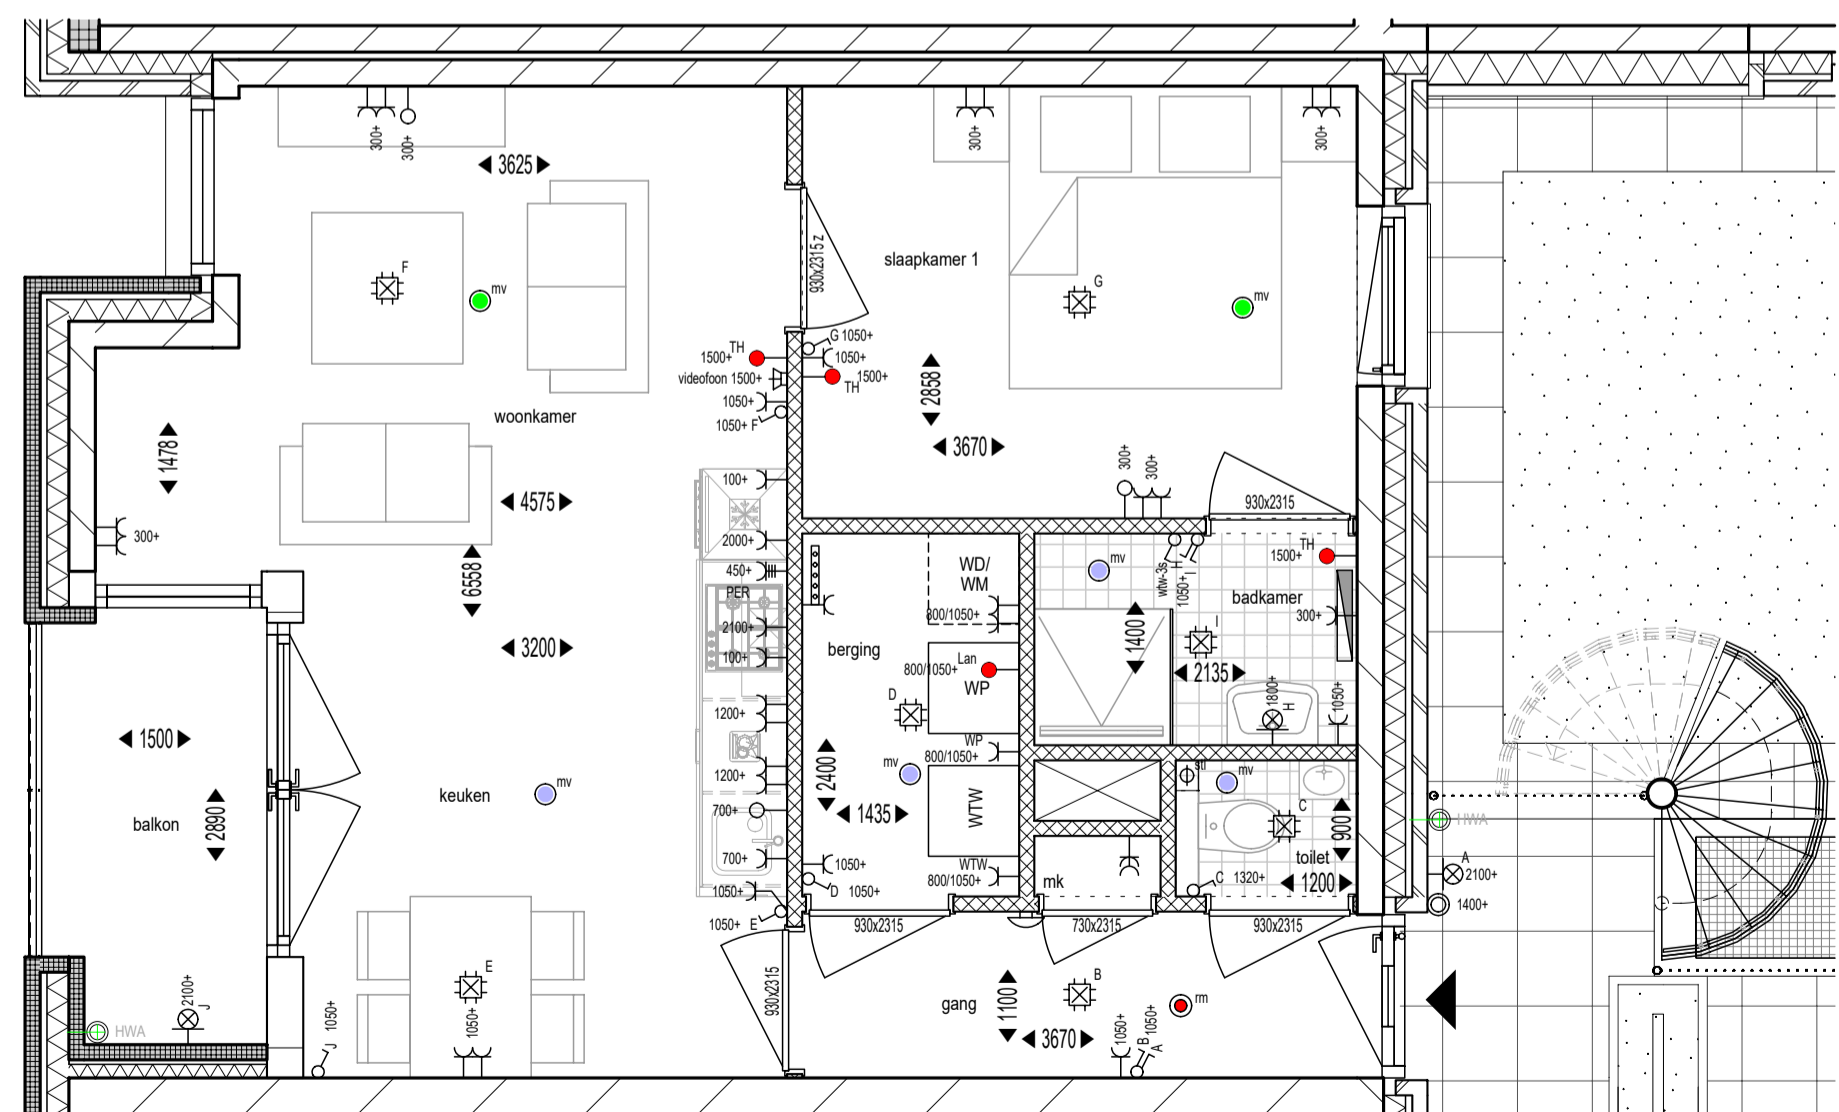 300+
300+
300+
300+
3625
F
mv
930x2315 z
slaapkamer 1
G
mv
TH
1500+
videofoon 1500+
1050+
1050+ F
G 1050+
1050+
1500+
TH
2858
3670
woonkamer
1478
4575
300+
6558
3200
100+
2000+
450+
PER
2100+
100+
1200+
1200+
700+
700+
1050+
1050+ E
300+
300+
930x2315
WD/
WM
800/1050+
berging
Lan
800/1050+
WP
D
WP
800/1050+
mv
2400
1435
WTW
WTW
800/1050+
1050+
D 1050+
mv
wtw-3s
H
1050+
I
TH
1500+
badkamer
300+
I
1400
2135
1800+
H
1050+
stl
mv
C
900
toilet
1200
C 1320+
mk
930x2315
730x2315
930x2315
930x2315
1500
2890
balkon
keuken
mv
2100+
J
HWA
J 1050+
E
1050+
gang
1100
3670
B
rm
1050+
B 1050+
A
HWA
A
2100+
1400+